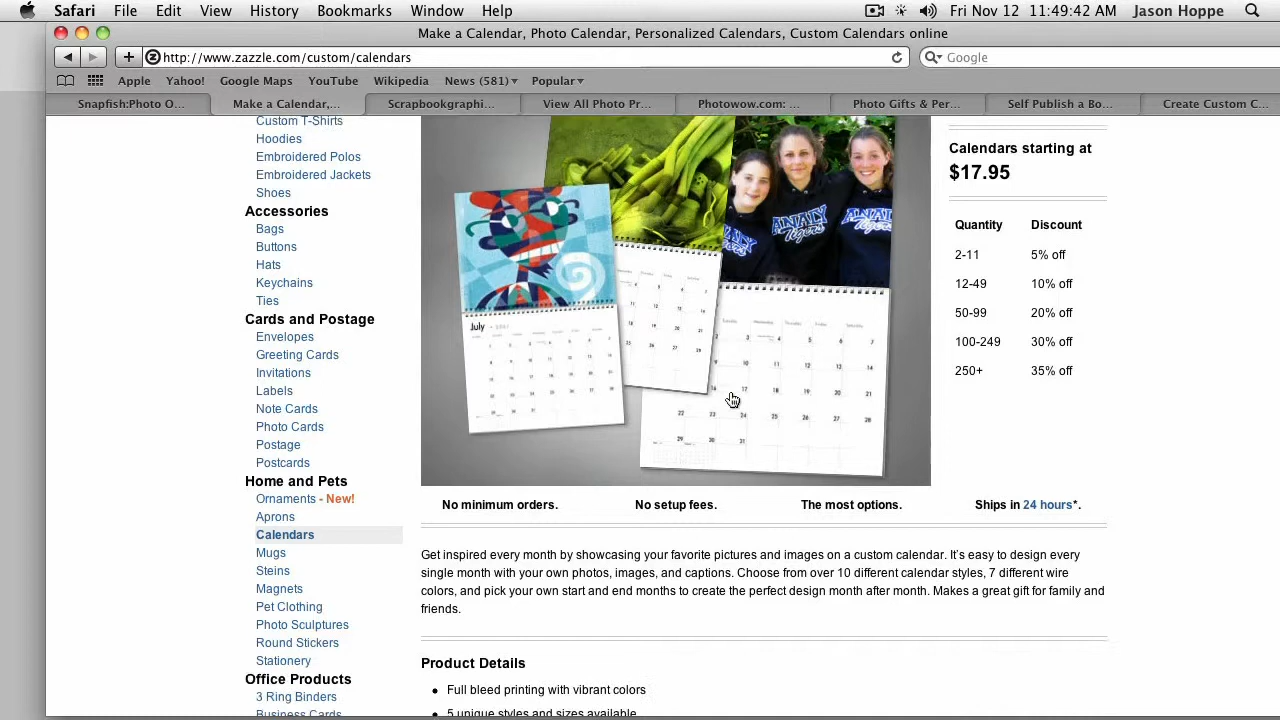 Safari File Edit View History Bookmarks Window Help Fri Nov 12 11:49:42 AM Jason Hoppe
Make a Calendar, Photo Calendar, Personalized Calendars, Custom Calendars online
http://www.zazzle.com/custom/calendars
Google
Apple Yahoo! Google Maps YouTube Wikipedia News (581) Popular
Snapfish:Photo O... Make a Calendar,... Scrapbookgraphi... View All Photo Pr... Photowow.com: ... Photo Gifts & Per... Self Publish a Bo... Create Custom C...
Custom T-Shirts
Hoodies
Embroidered Polos
Embroidered Jackets
Shoes
Accessories
Bags
Buttons
Hats
Keychains
Ties
Cards and Postage
Envelopes
Greeting Cards
Invitations
Labels
Note Cards
Photo Cards
Postage
Postcards
Home and Pets
Ornaments - New!
Aprons
Calendars
Mugs
Steins
Magnets
Pet Clothing
Photo Sculptures
Round Stickers
Stationery
Office Products
3 Ring Binders
Business Cards
ANALY
Tigers
July
Calendars starting at
$17.95
Quantity Discount
2-11 5% off
12-49 10% off
50-99 20% off
100-249 30% off
250+ 35% off
No minimum orders. No setup fees. The most options. Ships in 24 hours*.
Get inspired every month by showcasing your favorite pictures and images on a custom calendar. It's easy to design every
single month with your own photos, images, and captions. Choose from over 10 different calendar styles, 7 different wire
colors, and pick your own start and end months to create the perfect design month after month. Makes a great gift for family and
friends.
Product Details
Full bleed printing with vibrant colors
5 unique styles and sizes available